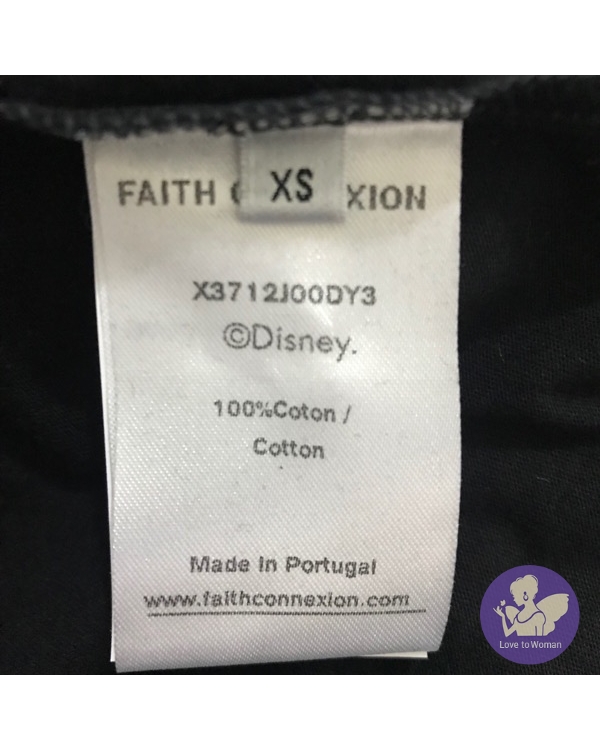 XS
FAITH C XION
X3712J00DY3
©Disney.
100%Coton /
Cotton
Made in Portugal
www.faithconnexion.com
Love to Woman